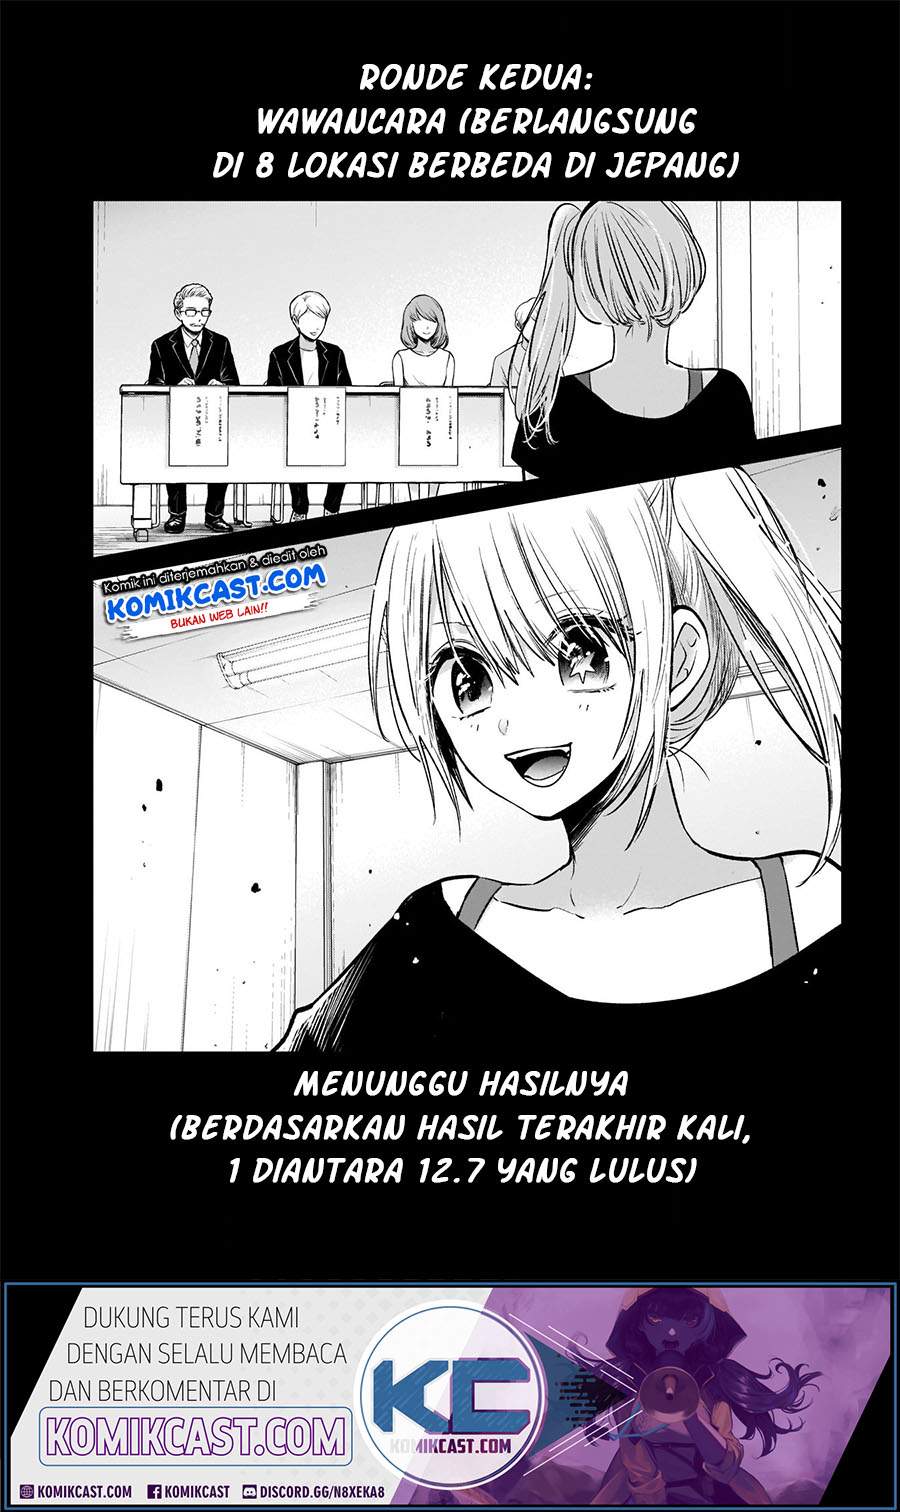 RONDE KEDUA:
WAWANCARA (BERLANGSUNG
DI 8 LOKASI BERBEDA DI JEPANG)
Komik ini diterjemahkan & diedit oleh
KOMIKCAST.COM
BUKAN WEB LAIN!!
MENUNGGU HASILNYA
(BERDASARKAN HASIL TERAKHIR KALI,
1 DIANTARA 12.7 YANG LULUS)
DUKUNG TERUS KAMI
DENGAN SELALU MEMBACA
DAN BERKOMENTAR DI
KOMIKCAST.COM
KC
KOMIKCAST.COM
KOMIKCAST.COM KOMIKCAST DISCORD.GG/N8XEKA8